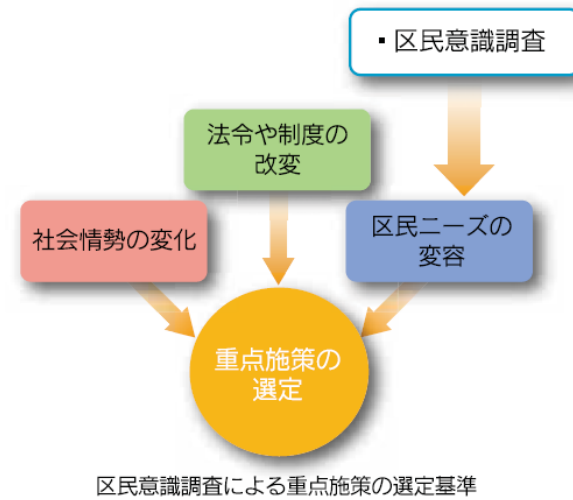 ・区民意識調査
法令や制度の
改変
社会情勢の変化
区民ニーズの
変容
重点施策の
選定
区民意識調査による重点施策の選定基準